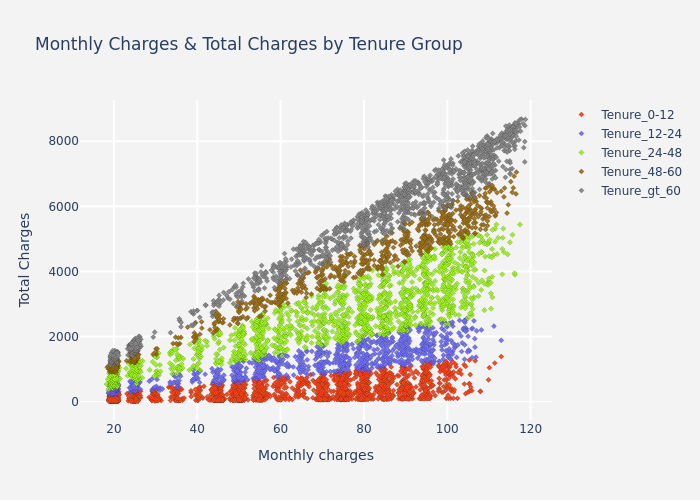 Monthly Charges & Total Charges by Tenure Group
Tenure_0-12
Tenure_12-24
Tenure_24-48
Tenure_48-60
Tenure_gt_60
Total Charges
8000
6000
4000
2000
0
20 40 60 80 100 120
Monthly charges